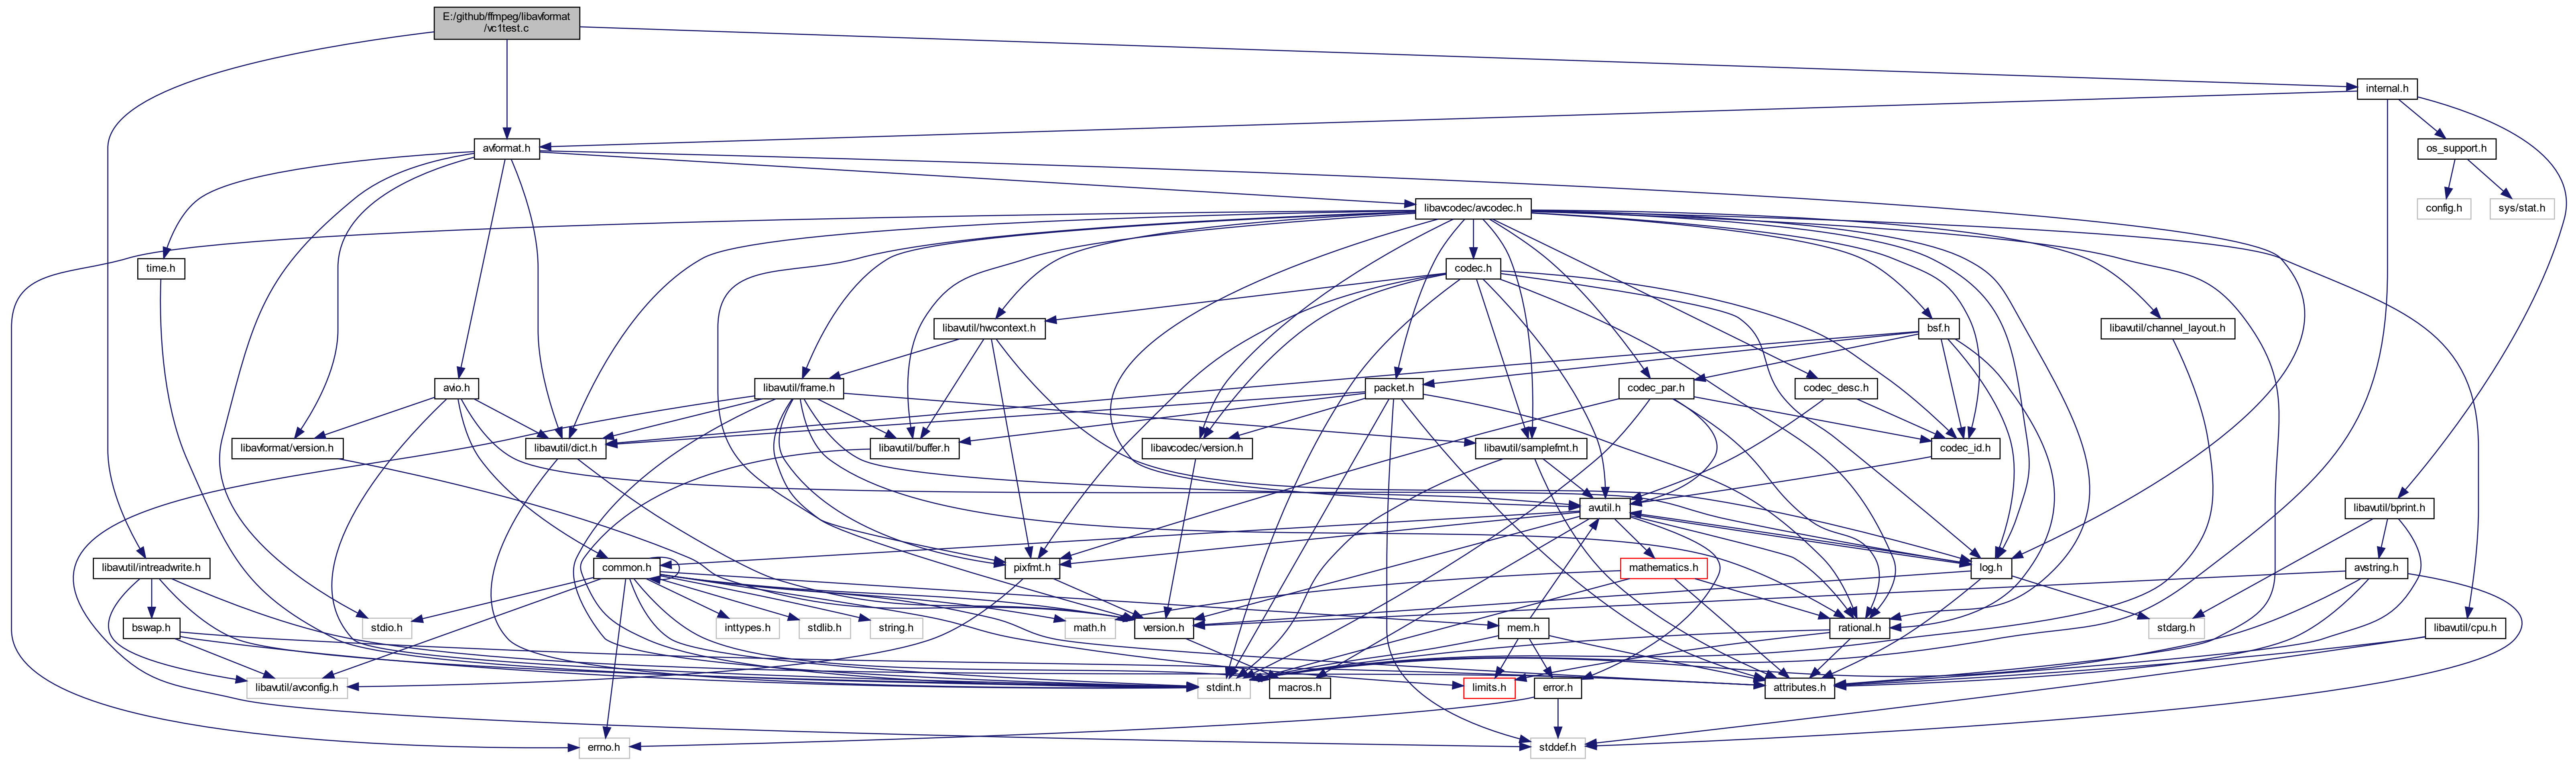 E:/github/ffmpeg/libavformat
/vc1test.c
internal.h
avformat.h
os_support.h
libavcodec/avcodec.h
config.h
sys/stat.h
time.h
codec.h
libavutil/hwcontext.h
bsf.h
libavutil/channel_layout.h
avio.h
libavutil/frame.h
packet.h
codec_par.h
codec_desc.h
libavformat/version.h
libavutil/dict.h
libavutil/buffer.h
libavcodec/version.h
libavutil/samplefmt.h
codec_id.h
avutil.h
libavutil/bprint.h
libavutil/intreadwrite.h
common.h
pixfmt.h
mathematics.h
log.h
avstring.h
bswap.h
stdio.h
inttypes.h
stdlib.h
string.h
math.h
version.h
mem.h
rational.h
stdarg.h
libavutil/cpu.h
libavutil/avconfig.h
stdint.h
macros.h
limits.h
error.h
attributes.h
errno.h
stddef.h